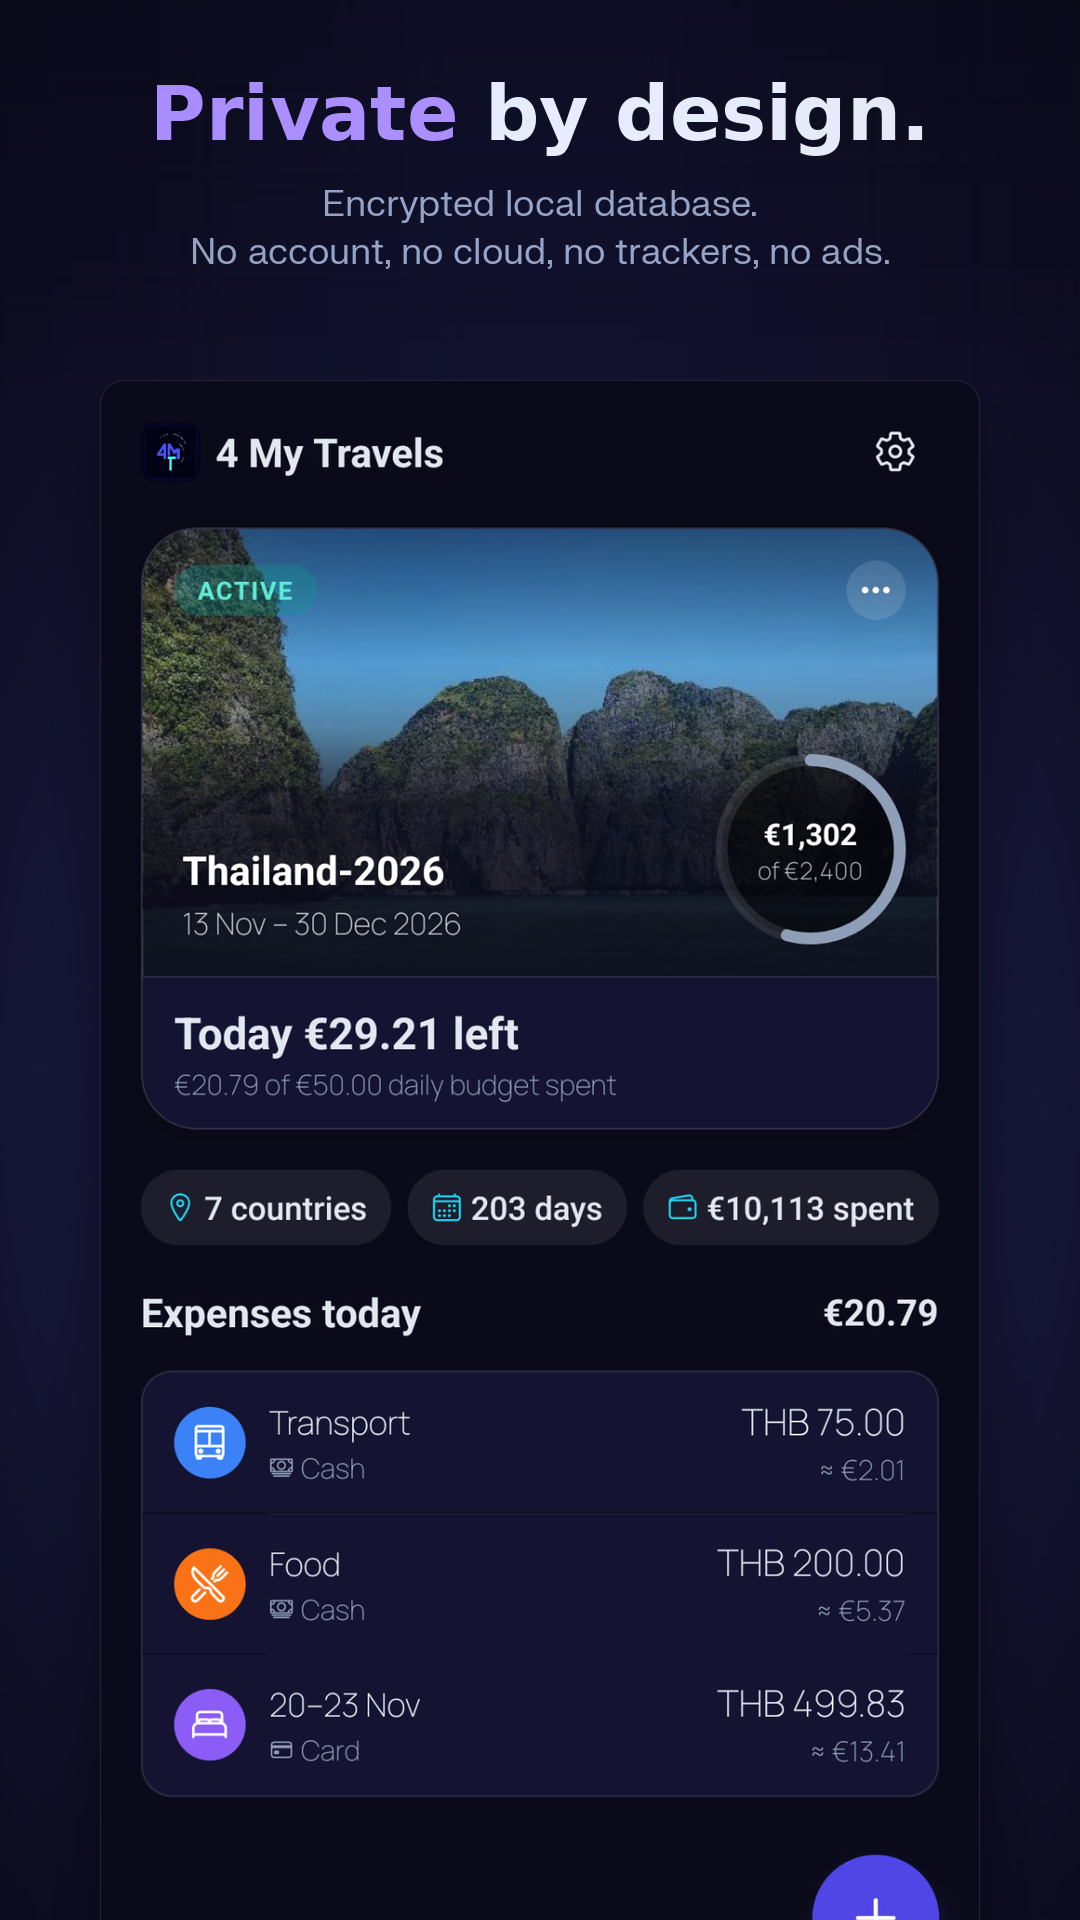 Private by design.
Encrypted local database.
No account, no cloud, no trackers, no ads.
4M
T
4 My Travels
ACTIVE
€1,302
of €2,400
Thailand-2026
13 Nov – 30 Dec 2026
Today €29.21 left
€20.79 of €50.00 daily budget spent
7 countries
203 days
€10,113 spent
Expenses today
€20.79
Transport
THB 75.00
Cash
≈ €2.01
Food
THB 200.00
Cash
≈ €5.37
20–23 Nov
THB 499.83
Card
≈ €13.41